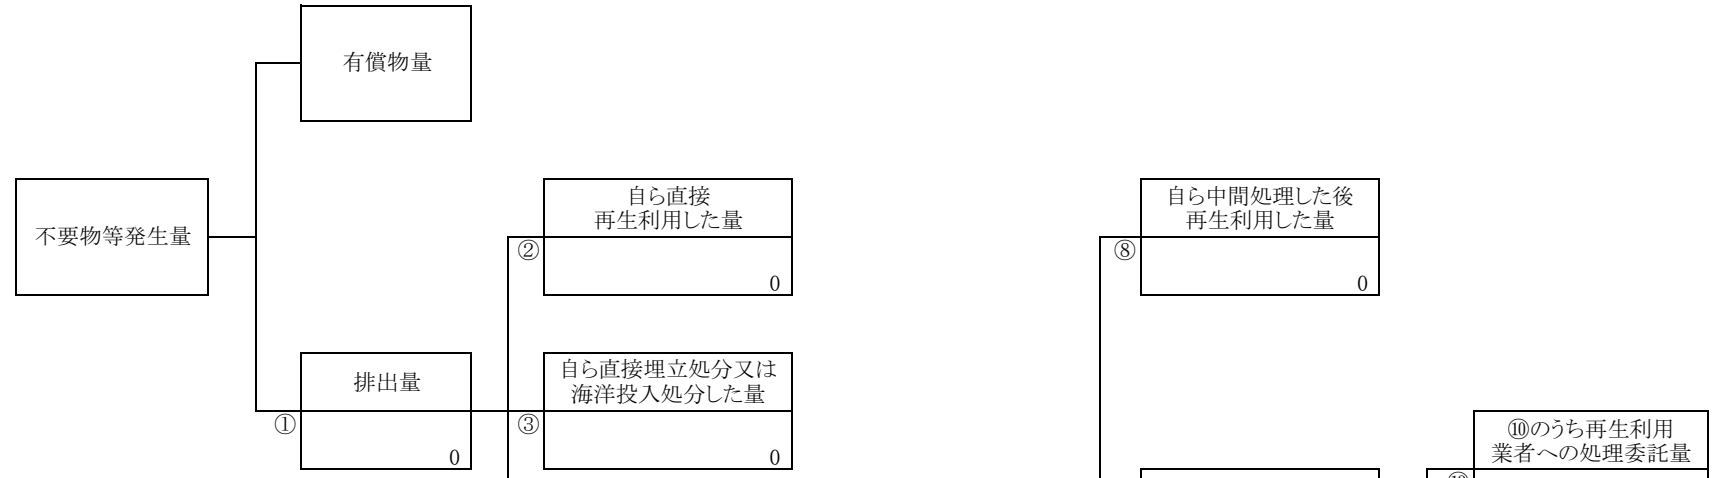 有償物量
不要物等発生量
自ら直接
再生利用した量
②
0
自ら中間処理した後
再生利用した量
⑧
0
排出量
①
0
自ら直接埋立処分又は
海洋投入処分した量
③
0
⑩のうち再生利用
業者への処理委託量